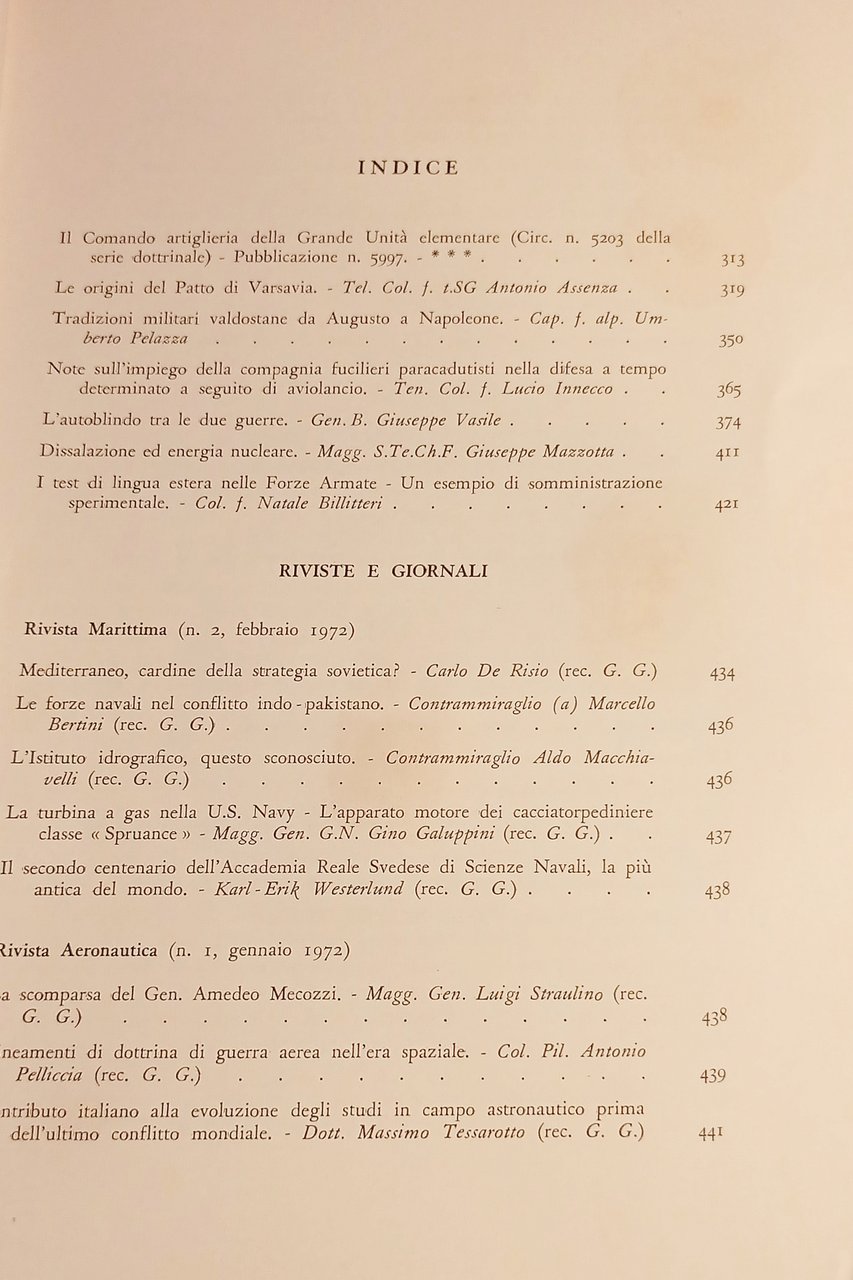 INDICE
Il Comando artiglieria della Grande Unità elementare (Circ. n. 5203 della
serie dottrinale) - Pubblicazione n. 5997. - * * * . . . . . . 313
Le origini del Patto di Varsavia. - Tel. Col. f. t.SG Antonio Assenza . . 319
Tradizioni militari valdostane da Augusto a Napoleone. - Cap. f. alp. Um-
berto Pelazza . . . . . . . . . . . . . 350
Note sull'impiego della compagnia fucilieri paracadutisti nella difesa a tempo
determinato a seguito di aviolancio. - Ten. Col. f. Lucio Innecco . . 365
L'autoblindo tra le due guerre. - Gen. B. Giuseppe Vasile . . . . . 374
Dissalazione ed energia nucleare. - Magg. S.Te.Ch.F. Giuseppe Mazzotta . . 411
I test di lingua estera nelle Forze Armate - Un esempio di somministrazione
sperimentale. - Col. f. Natale Billitteri . . . . . . . . 421
RIVISTE E GIORNALI
Rivista Marittima (n. 2, febbraio 1972)
Mediterraneo, cardine della strategia sovietica? - Carlo De Risio (rec. G. G.) 434
Le forze navali nel conflitto indo-pakistano. - Contrammiraglio (a) Marcello
Bertini (rec. G. G.) . . . . . . . . . . . . 436
L'Istituto idrografico, questo sconosciuto. - Contrammiraglio Aldo Macchia-
velli (rec. G. G.) . . . . . . . . . . . . 436
La turbina a gas nella U.S. Navy - L'apparato motore dei cacciatorpediniere
classe « Spruance » - Magg. Gen. G.N. Gino Galuppini (rec. G. G.) . . 437
Il secondo centenario dell'Accademia Reale Svedese di Scienze Navali, la più
antica del mondo. - Karl-Erik Westerlund (rec. G. G.) . . . . 438
Rivista Aeronautica (n. 1, gennaio 1972)
a scomparsa del Gen. Amedeo Mecozzi. - Magg. Gen. Luigi Straulino (rec.
G. G.) . . . . . . . . . . . . . 438
neamenti di dottrina di guerra aerea nell'era spaziale. - Col. Pil. Antonio
Pelliccia (rec. G. G.) . . . . . . . . . . 439
ntributo italiano alla evoluzione degli studi in campo astronautico prima
dell'ultimo conflitto mondiale. - Dott. Massimo Tessarotto (rec. G. G.) 441